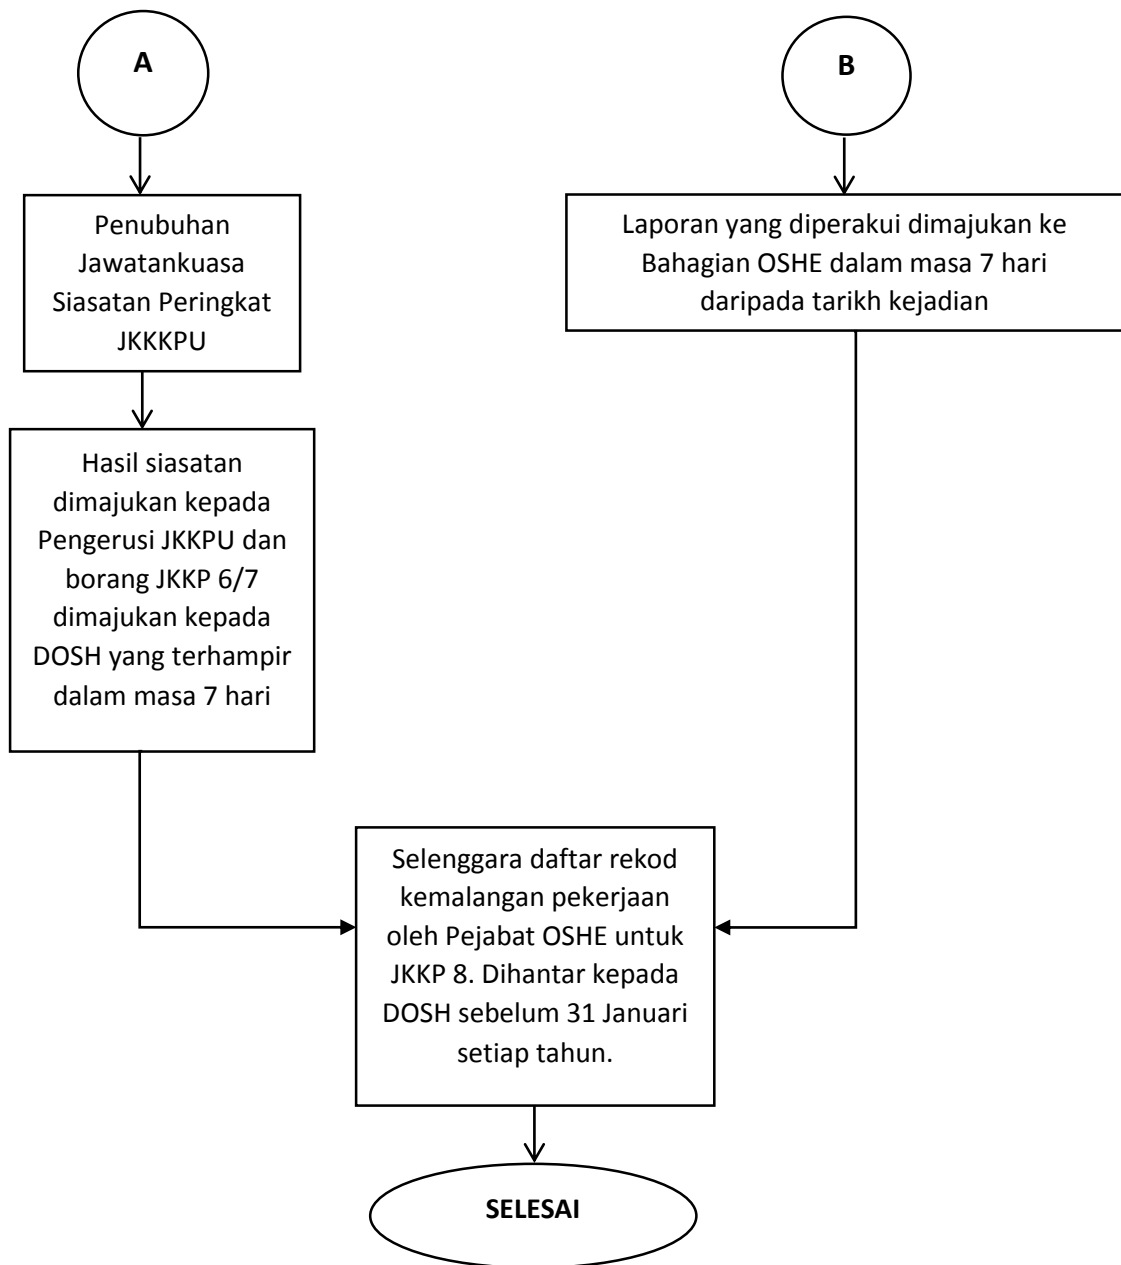 A
B
Penubuhan
Jawatankuasa
Siasatan Peringkat
JKKKPU
Laporan yang diperakui dimajukan ke
Bahagian OSHE dalam masa 7 hari
daripada tarikh kejadian
Hasil siasatan
dimajukan kepada
Pengerusi JKKPU dan
borang JKKP 6/7
dimajukan kepada
DOSH yang terhampir
dalam masa 7 hari
Selenggara daftar rekod
kemalangan pekerjaan
oleh Pejabat OSHE untuk
JKKP 8. Dihantar kepada
DOSH sebelum 31 Januari
setiap tahun.
SELESAI